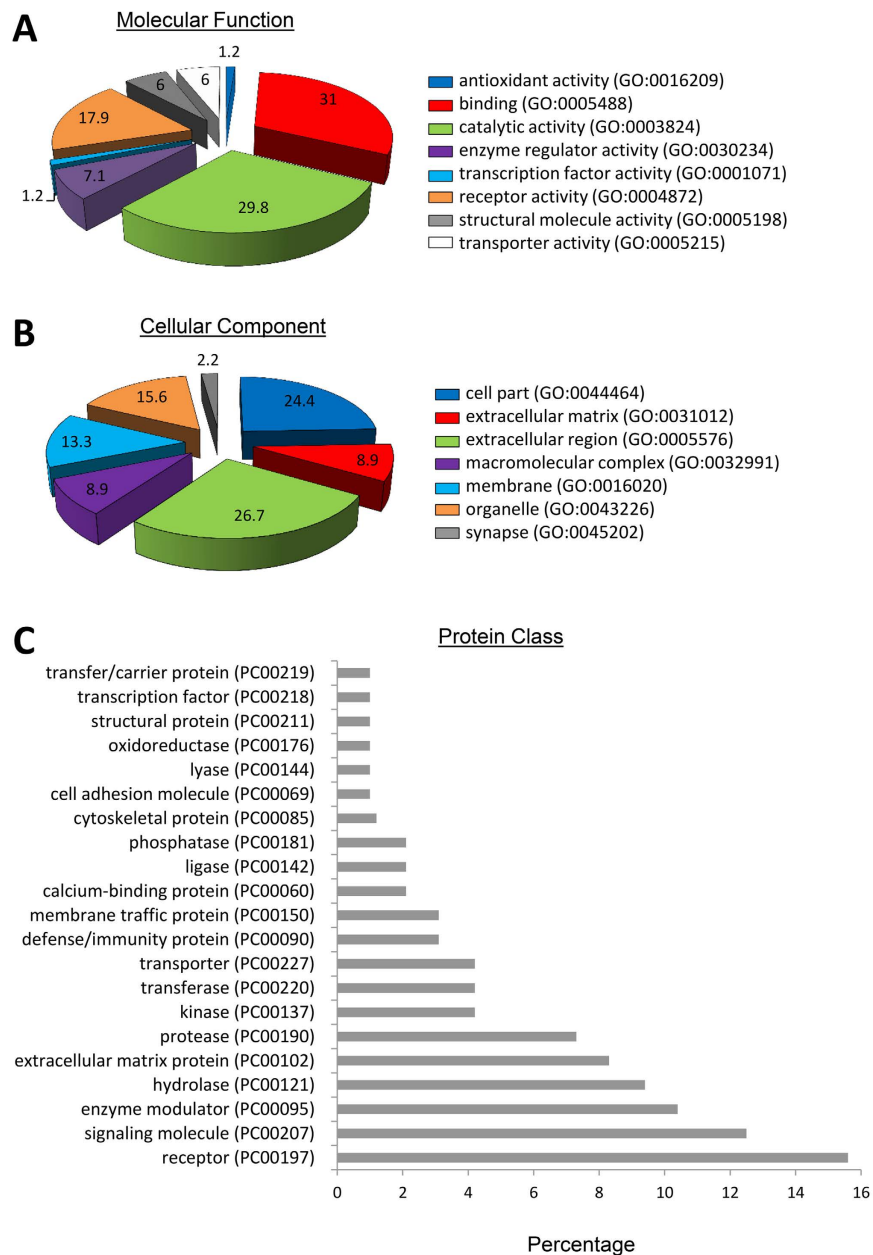 A
Molecular Function
1.2
31
29.8
7.1
1.2
17.9
6
6
antioxidant activity (GO:0016209)
binding (GO:0005488)
catalytic activity (GO:0003824)
enzyme regulator activity (GO:0030234)
transcription factor activity (GO:0001071)
receptor activity (GO:0004872)
structural molecule activity (GO:0005198)
transporter activity (GO:0005215)
B
Cellular Component
2.2
24.4
8.9
26.7
8.9
13.3
15.6
cell part (GO:0044464)
extracellular matrix (GO:0031012)
extracellular region (GO:0005576)
macromolecular complex (GO:0032991)
membrane (GO:0016020)
organelle (GO:0043226)
synapse (GO:0045202)
C
Protein Class
transfer/carrier protein (PC00219)
transcription factor (PC00218)
structural protein (PC00211)
oxidoreductase (PC00176)
lyase (PC00144)
cell adhesion molecule (PC00069)
cytoskeletal protein (PC00085)
phosphatase (PC00181)
ligase (PC00142)
calcium-binding protein (PC00060)
membrane traffic protein (PC00150)
defense/immunity protein (PC00090)
transporter (PC00227)
transferase (PC00220)
kinase (PC00137)
protease (PC00190)
extracellular matrix protein (PC00102)
hydrolase (PC00121)
enzyme modulator (PC00095)
signaling molecule (PC00207)
receptor (PC00197)
0 2 4 6 8 10 12 14 16
Percentage